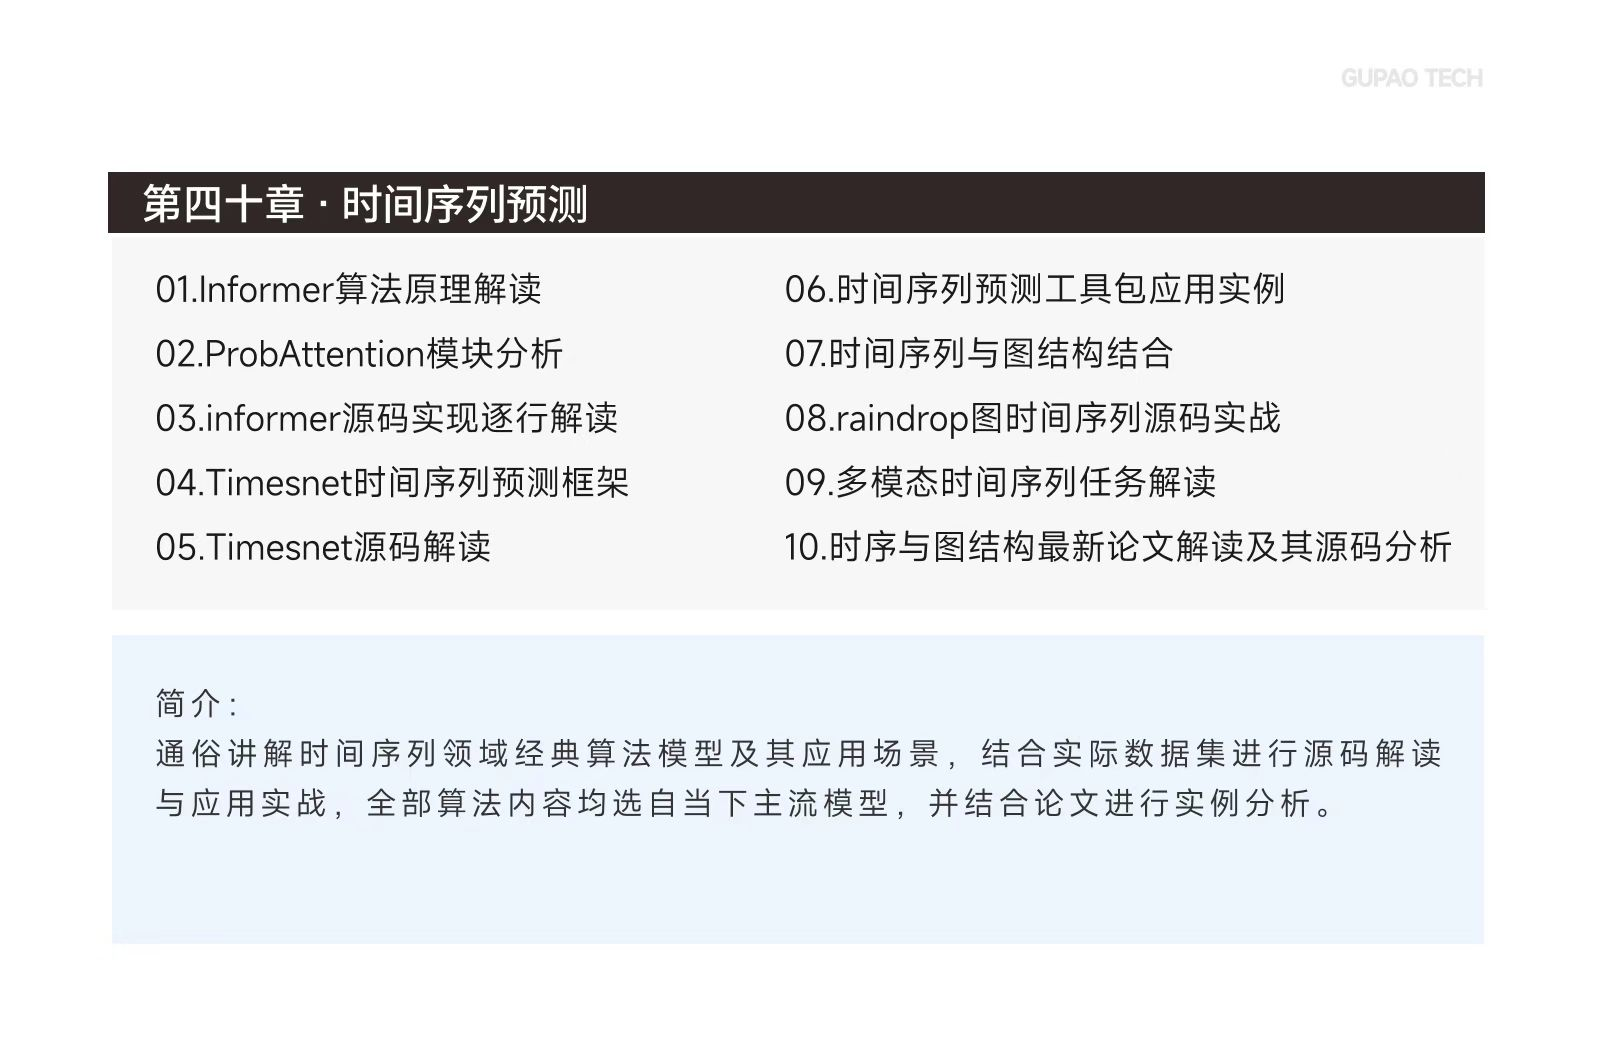 GUPAO TECH
第四十章 · 时间序列预测
01.Informer算法原理解读
02.ProbAttention模块分析
03.informer源码实现逐行解读
04.Timesnet时间序列预测框架
05.Timesnet源码解读
06.时间序列预测工具包应用实例
07.时间序列与图结构结合
08.raindrop图时间序列源码实战
09.多模态时间序列任务解读
10.时序与图结构最新论文解读及其源码分析
简介：
通俗讲解时间序列领域经典算法模型及其应用场景，结合实际数据集进行源码解读
与应用实战，全部算法内容均选自当下主流模型，并结合论文进行实例分析。